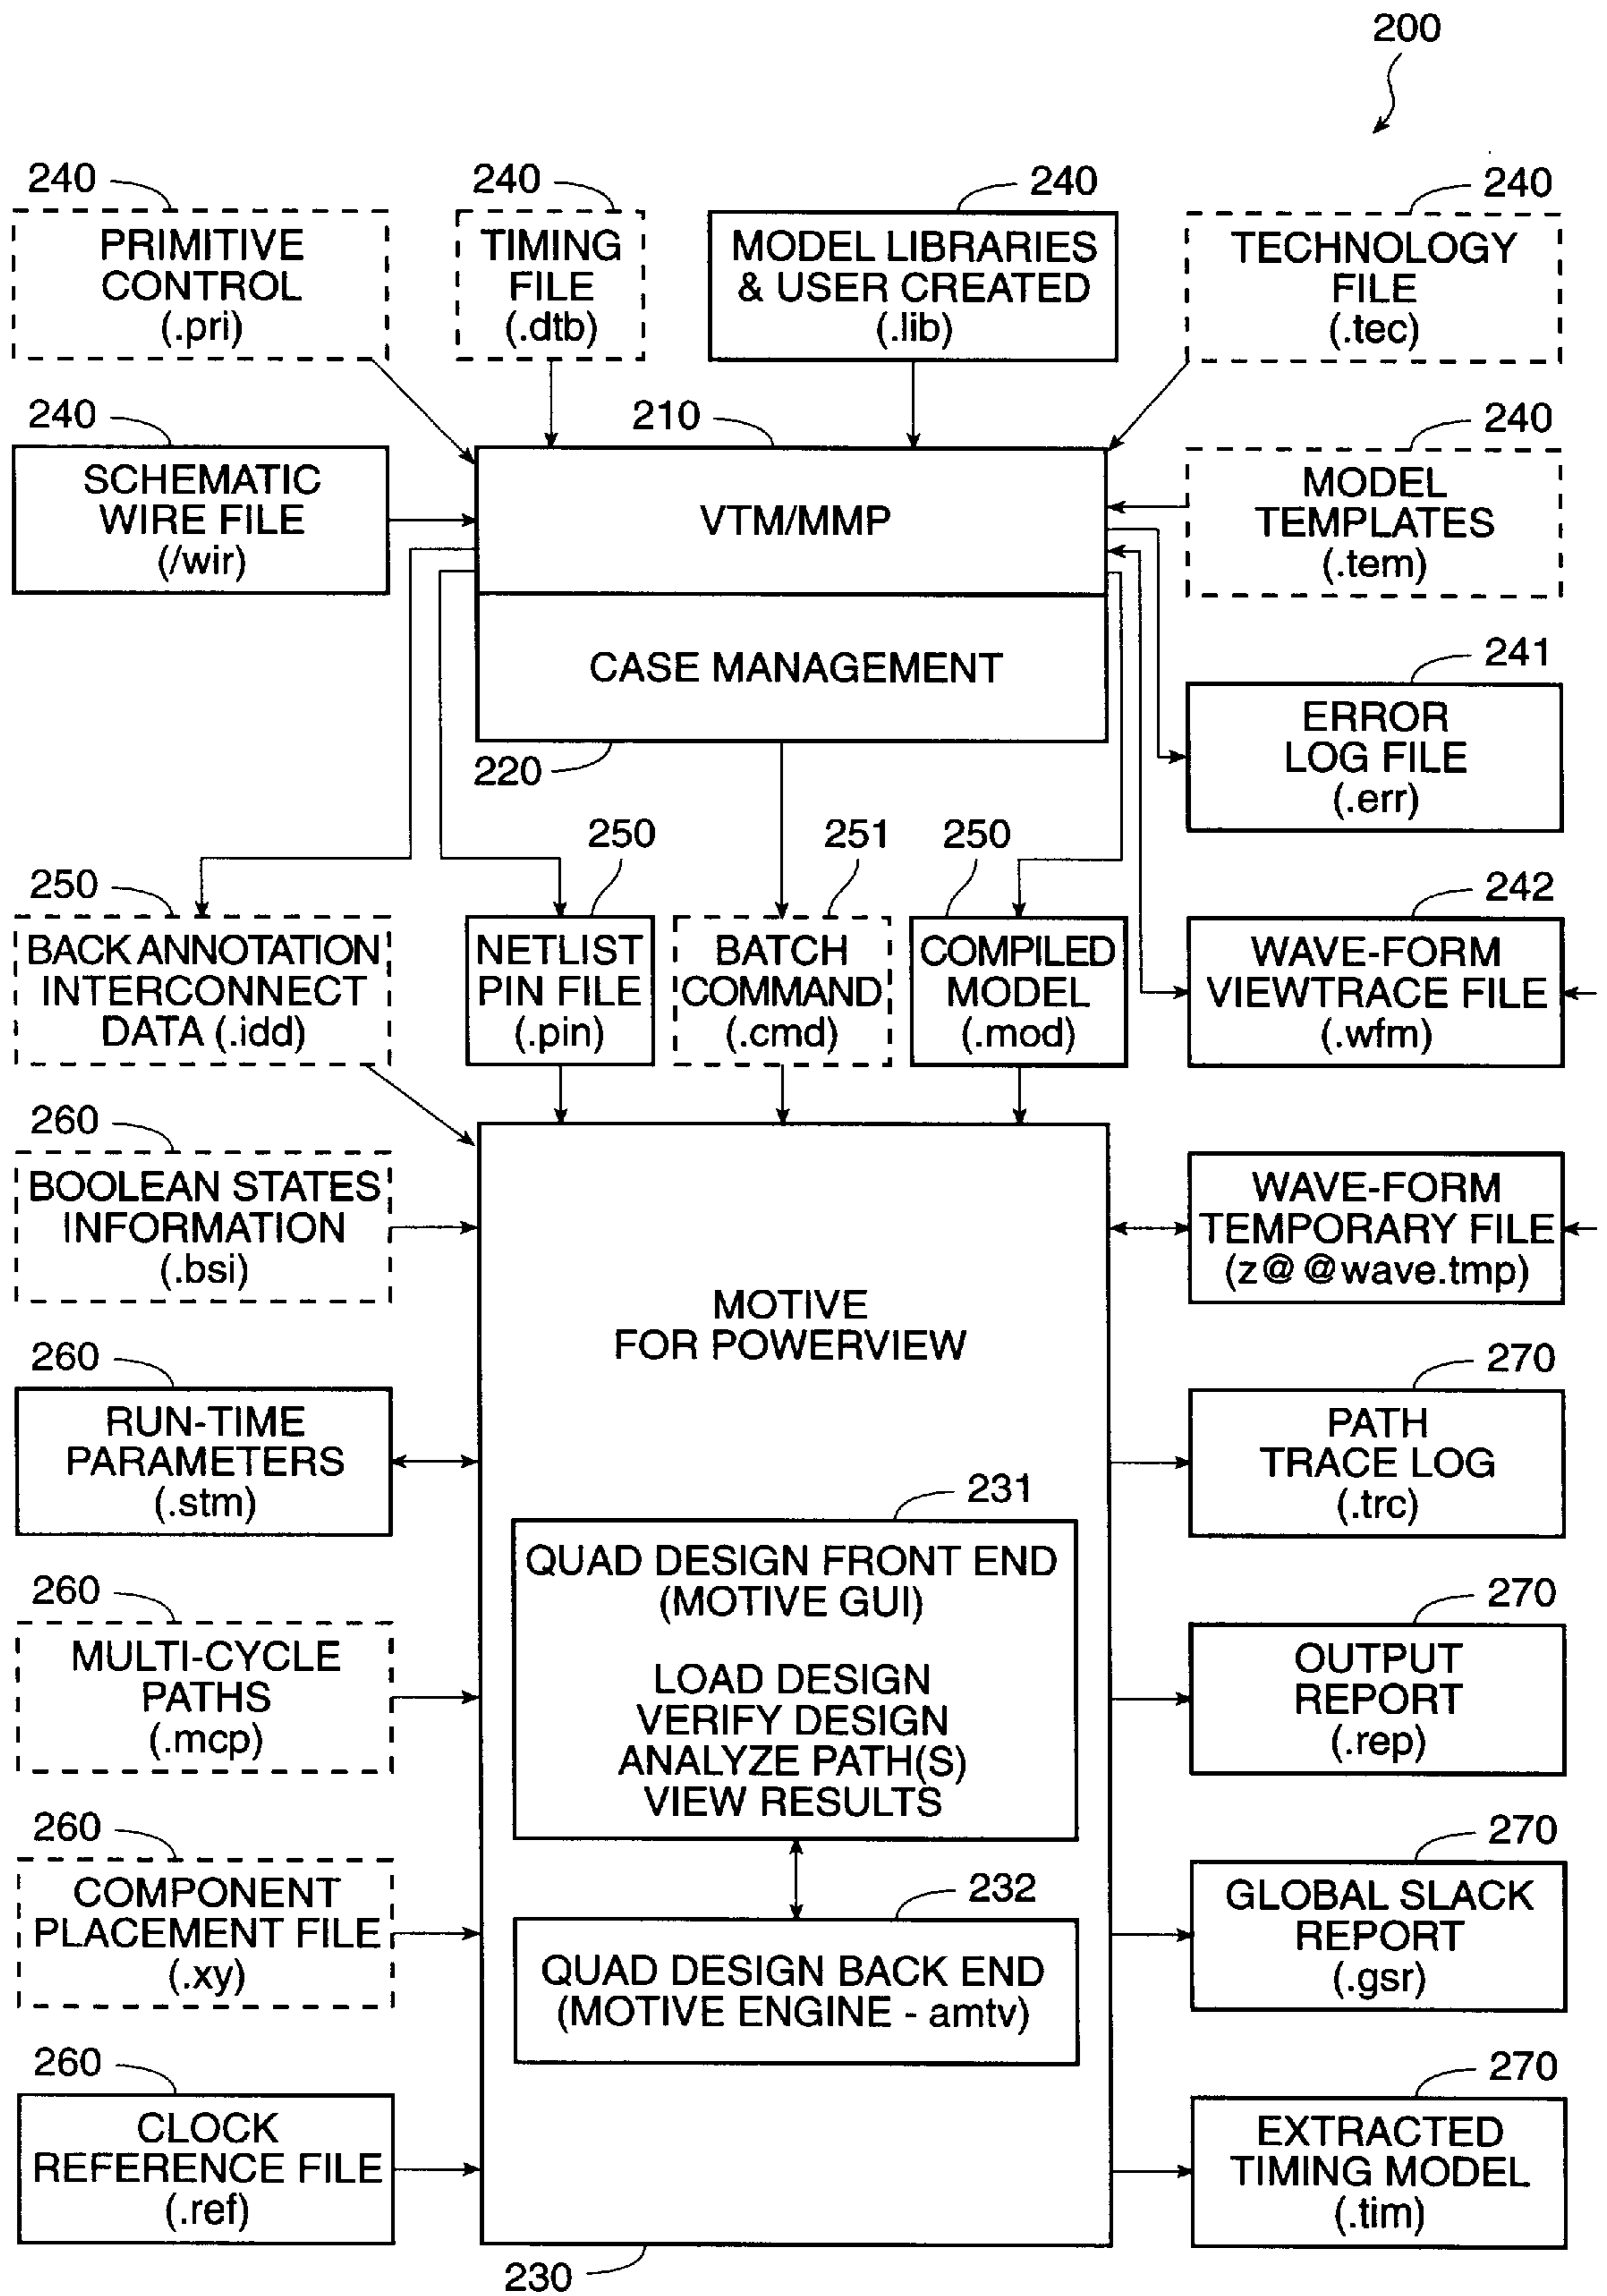 200
240
PRIMITIVE
CONTROL
(.pri)
240
TIMING
FILE
(.dtb)
240
MODEL LIBRARIES
& USER CREATED
(.lib)
240
TECHNOLOGY
FILE
(.tec)
240
SCHEMATIC
WIRE FILE
(/wir)
210
VTM/MMP
240
MODEL
TEMPLATES
(.tem)
CASE MANAGEMENT
220
241
ERROR
LOG FILE
(.err)
250
BACK ANNOTATION
INTERCONNECT
DATA (.idd)
250
NETLIST
PIN FILE
(.pin)
251
BATCH
COMMAND
(.cmd)
250
COMPILED
MODEL
(.mod)
242
WAVE-FORM
VIEWTRACE FILE
(.wfm)
260
BOOLEAN STATES
INFORMATION
(.bsi)
MOTIVE
FOR POWERVIEW
WAVE-FORM
TEMPORARY FILE
(z@@wave.tmp)
260
RUN-TIME
PARAMETERS
(.stm)
270
PATH
TRACE LOG
(.trc)
231
QUAD DESIGN FRONT END
(MOTIVE GUI)
LOAD DESIGN
VERIFY DESIGN
ANALYZE PATH(S)
VIEW RESULTS
260
MULTI-CYCLE
PATHS
(.mcp)
270
OUTPUT
REPORT
(.rep)
260
COMPONENT
PLACEMENT FILE
(.xy)
232
QUAD DESIGN BACK END
(MOTIVE ENGINE - amtv)
270
GLOBAL SLACK
REPORT
(.gsr)
260
CLOCK
REFERENCE FILE
(.ref)
270
EXTRACTED
TIMING MODEL
(.tim)
230